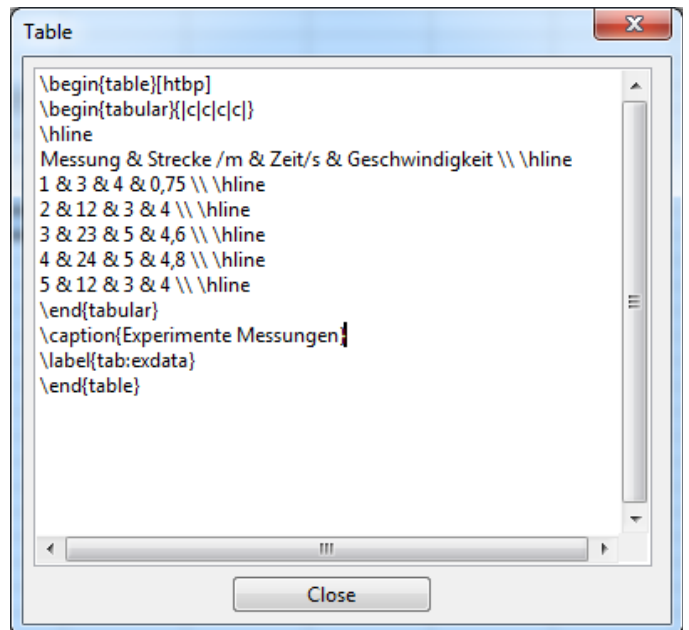 Table
\begin{table}[htbp]
\begin{tabular}{|c|c|c|c|}
\hline
Messung & Strecke /m & Zeit/s & Geschwindigkeit \\ \hline
1 & 3 & 4 & 0,75 \\ \hline
2 & 12 & 3 & 4 \\ \hline
3 & 23 & 5 & 4,6 \\ \hline
4 & 24 & 5 & 4,8 \\ \hline
5 & 12 & 3 & 4 \\ \hline
\end{tabular}
\caption{Experimente Messungen}
\label{tab:exdata}
\end{table}
Close